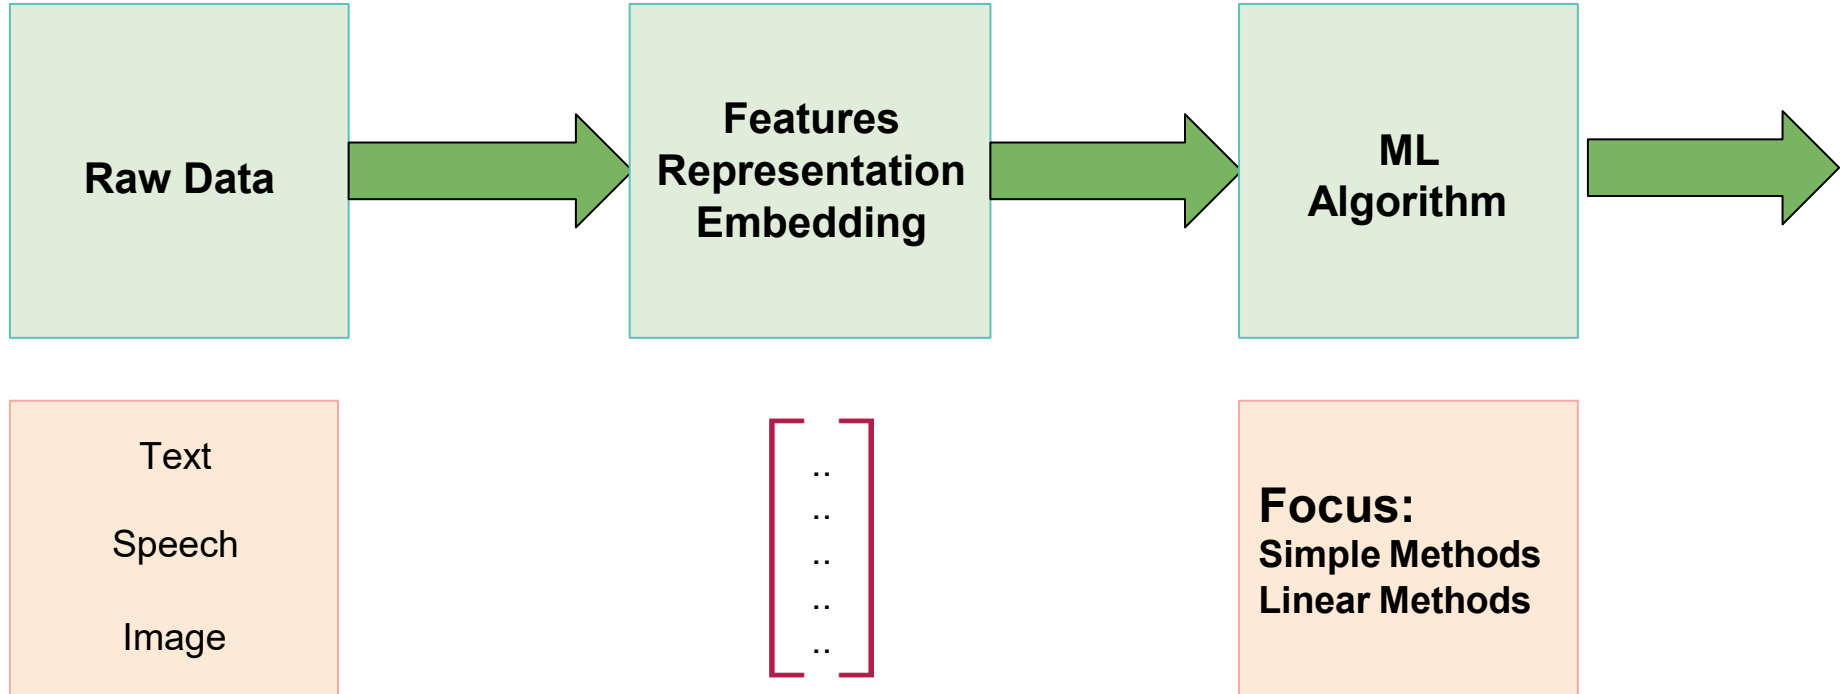 Raw Data
Features
Representation
Embedding
ML
Algorithm
Text
Speech
Image
..
..
..
..
..
Focus:
Simple Methods
Linear Methods